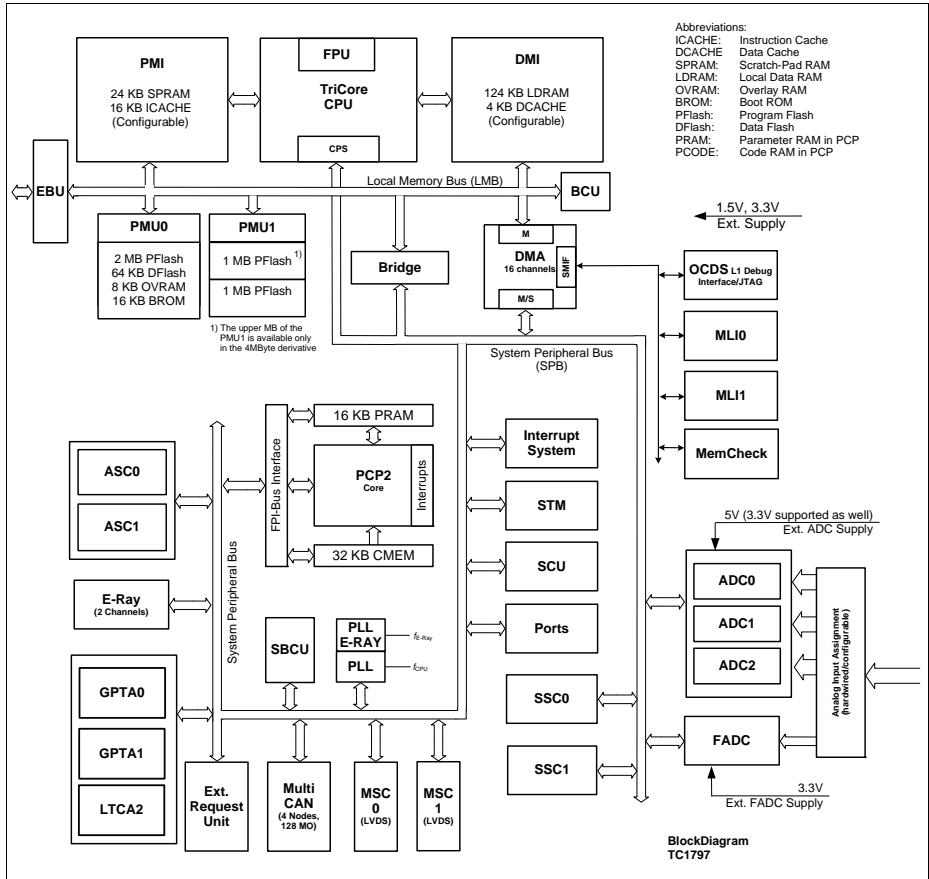 Abbreviations:
ICACHE: Instruction Cache
DCACHE Data Cache
SPRAM: Scratch-Pad RAM
LDRAM: Local Data RAM
OVRAM: Overlay RAM
BROM: Boot ROM
PFlash: Program Flash
DFlash: Data Flash
PRAM: Parameter RAM in PCP
PCODE: Code RAM in PCP
PMI
24 KB SPRAM
16 KB ICACHE
(Configurable)
FPU
TriCore
CPU
CPS
DMI
124 KB LDRAM
4 KB DCACHE
(Configurable)
EBU
Local Memory Bus (LMB)
BCU
1.5V, 3.3V
Ext. Supply
PMU0
2 MB PFlash
64 KB DFlash
8 KB OVRAM
16 KB BROM
PMU1
1 MB PFlash 1)
1 MB PFlash
1) The upper MB of the
PMU1 is available only
in the 4MByte derivative
Bridge
M
DMA
16 channels
SMIF
M/S
OCDS L1 Debug
Interface/JTAG
MLI0
MLI1
MemCheck
System Peripheral Bus
(SPB)
16 KB PRAM
FPI-Bus Interface
PCP2
Core
Interrupts
32 KB CMEM
Interrupt
System
STM
SCU
Ports
SSC0
SSC1
ASC0
ASC1
E-Ray
(2 Channels)
System Peripheral Bus
GPTA0
GPTA1
LTCA2
SBCU
PLL
E-RAY
fE-Ray
PLL
fCPU
Ext.
Request
Unit
Multi
CAN
(4 Nodes,
128 MO)
MSC
0
(LVDS)
MSC
1
(LVDS)
5V (3.3V supported as well)
Ext. ADC Supply
ADC0
ADC1
ADC2
Analog Input Assignment
(hardwired/configurable)
FADC
3.3V
Ext. FADC Supply
BlockDiagram
TC1797